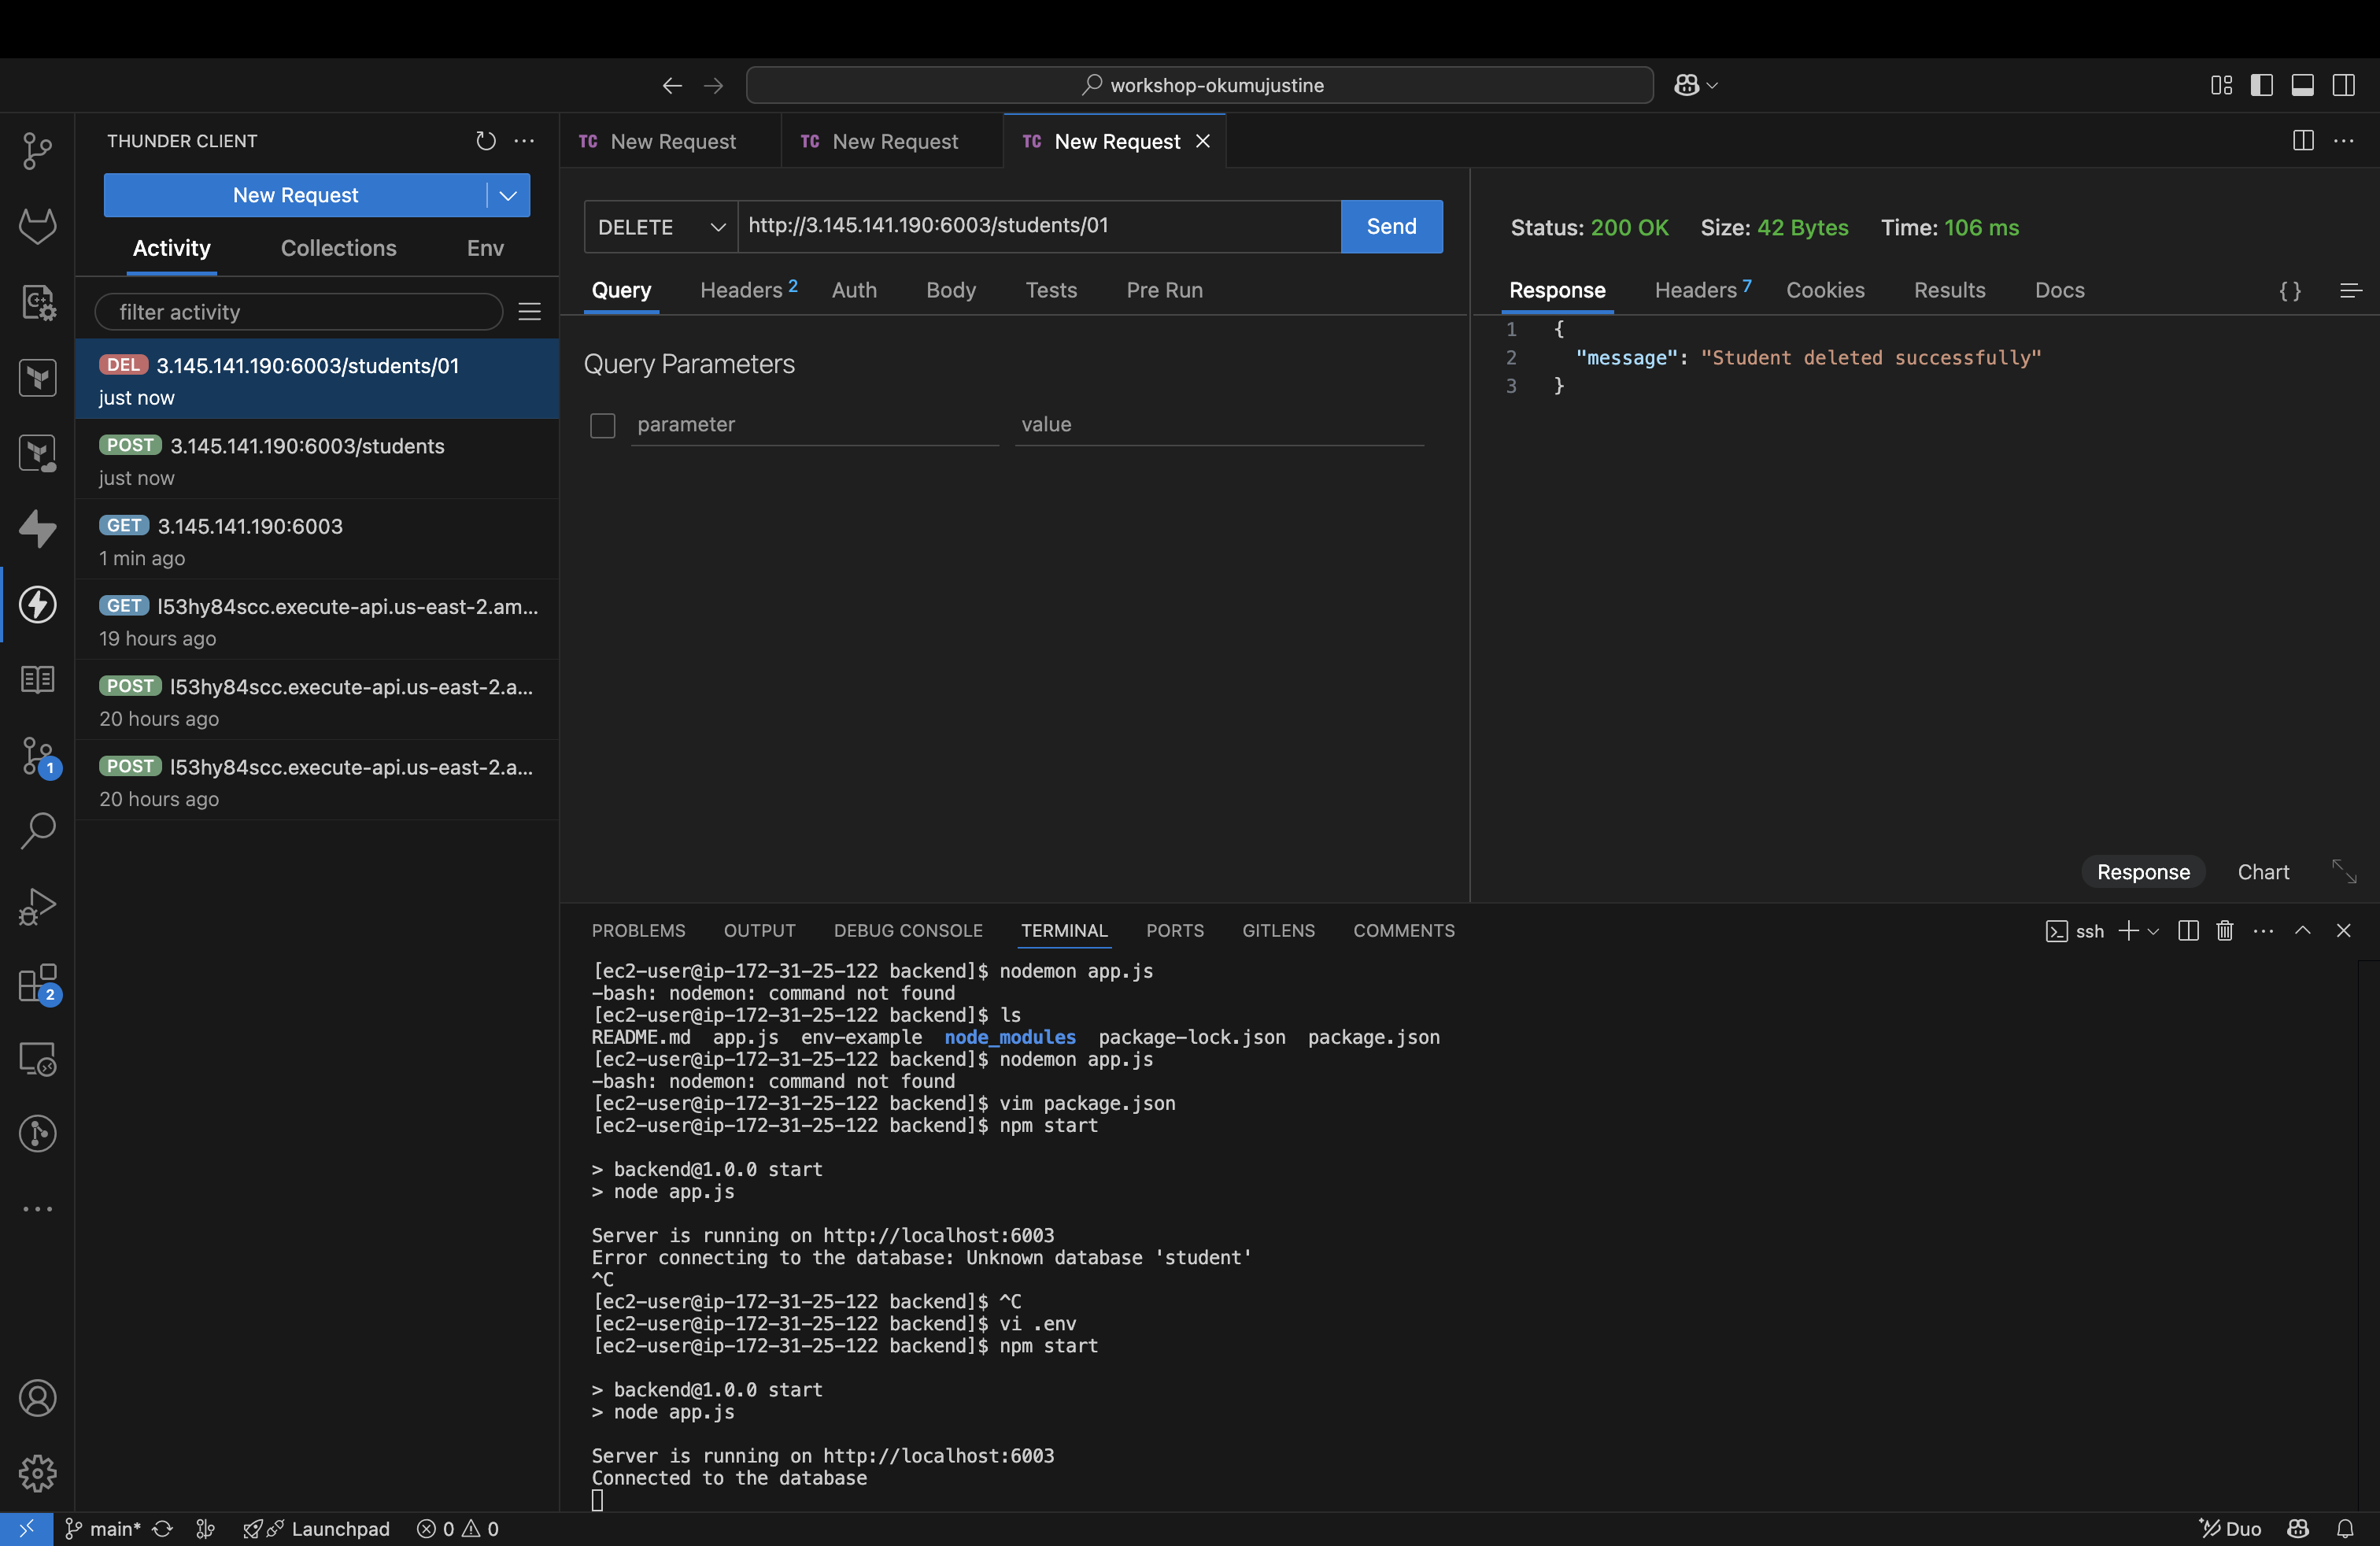 workshop-okumujustine
THUNDER CLIENT
New Request
Activity Collections Env
filter activity
DEL 3.145.141.190:6003/students/01
just now
POST 3.145.141.190:6003/students
just now
GET 3.145.141.190:6003
1 min ago
GET l53hy84scc.execute-api.us-east-2.am...
19 hours ago
POST l53hy84scc.execute-api.us-east-2.a...
20 hours ago
POST l53hy84scc.execute-api.us-east-2.a...
20 hours ago
1
2
TC New Request TC New Request TC New Request
DELETE http://3.145.141.190:6003/students/01 Send
Query Headers 2 Auth Body Tests Pre Run
Query Parameters
parameter value
Status: 200 OK Size: 42 Bytes Time: 106 ms
Response Headers 7 Cookies Results Docs { }
1 {
2 "message": "Student deleted successfully"
3 }
Response Chart
PROBLEMS OUTPUT DEBUG CONSOLE TERMINAL PORTS GITLENS COMMENTS ssh
[ec2-user@ip-172-31-25-122 backend]$ nodemon app.js
-bash: nodemon: command not found
[ec2-user@ip-172-31-25-122 backend]$ ls
README.md app.js env-example node_modules package-lock.json package.json
[ec2-user@ip-172-31-25-122 backend]$ nodemon app.js
-bash: nodemon: command not found
[ec2-user@ip-172-31-25-122 backend]$ vim package.json
[ec2-user@ip-172-31-25-122 backend]$ npm start
> backend@1.0.0 start
> node app.js
Server is running on http://localhost:6003
Error connecting to the database: Unknown database 'student'
^C
[ec2-user@ip-172-31-25-122 backend]$ ^C
[ec2-user@ip-172-31-25-122 backend]$ vi .env
[ec2-user@ip-172-31-25-122 backend]$ npm start
> backend@1.0.0 start
> node app.js
Server is running on http://localhost:6003
Connected to the database
main* Launchpad 0 0 Duo